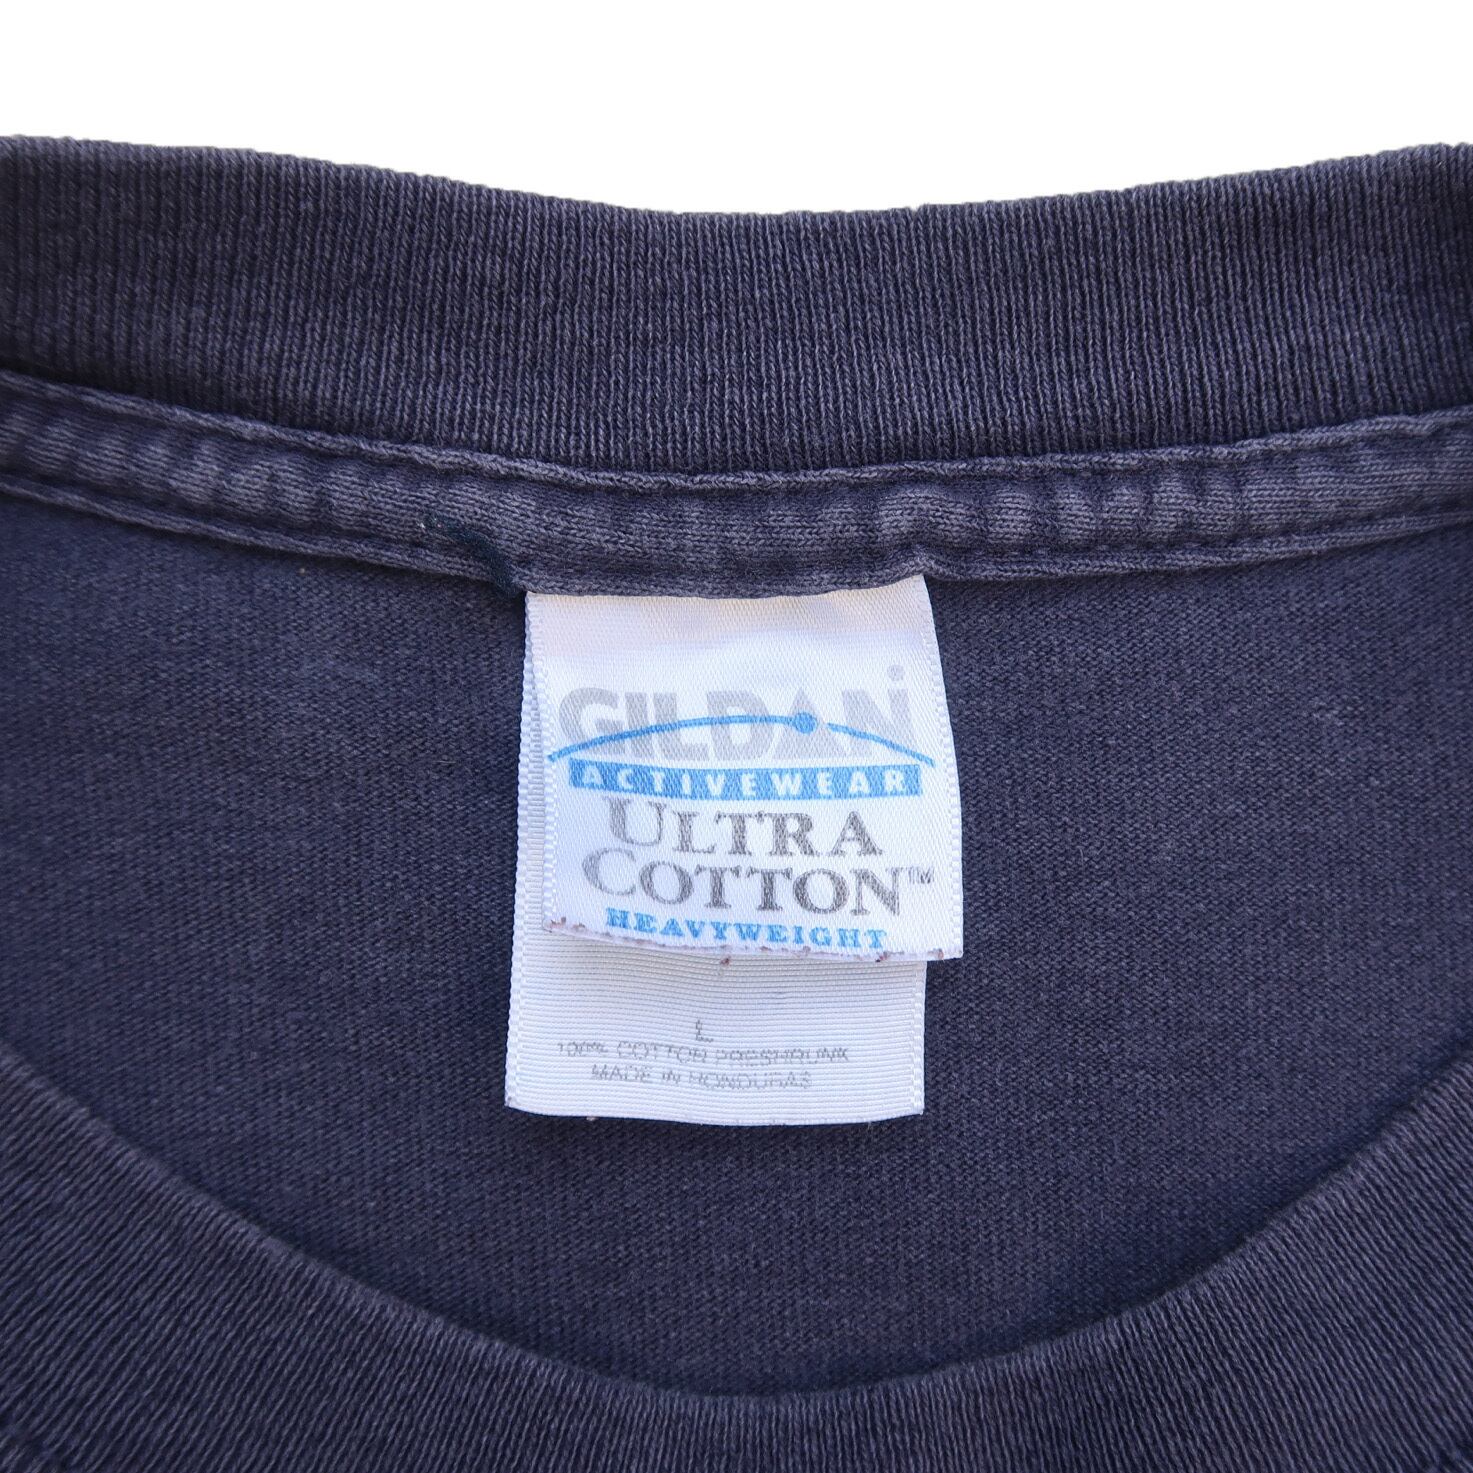 GILDAN®
ACTIVEWEAR
ULTRA
COTTON™
HEAVYWEIGHT
L
100% COTTON PRESHRUNK
MADE IN HONDURAS